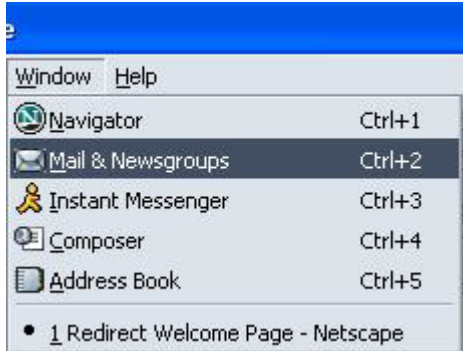 e
Window Help
Navigator Ctrl+1
Mail & Newsgroups Ctrl+2
Instant Messenger Ctrl+3
Composer Ctrl+4
Address Book Ctrl+5
• 1 Redirect Welcome Page - Netscape